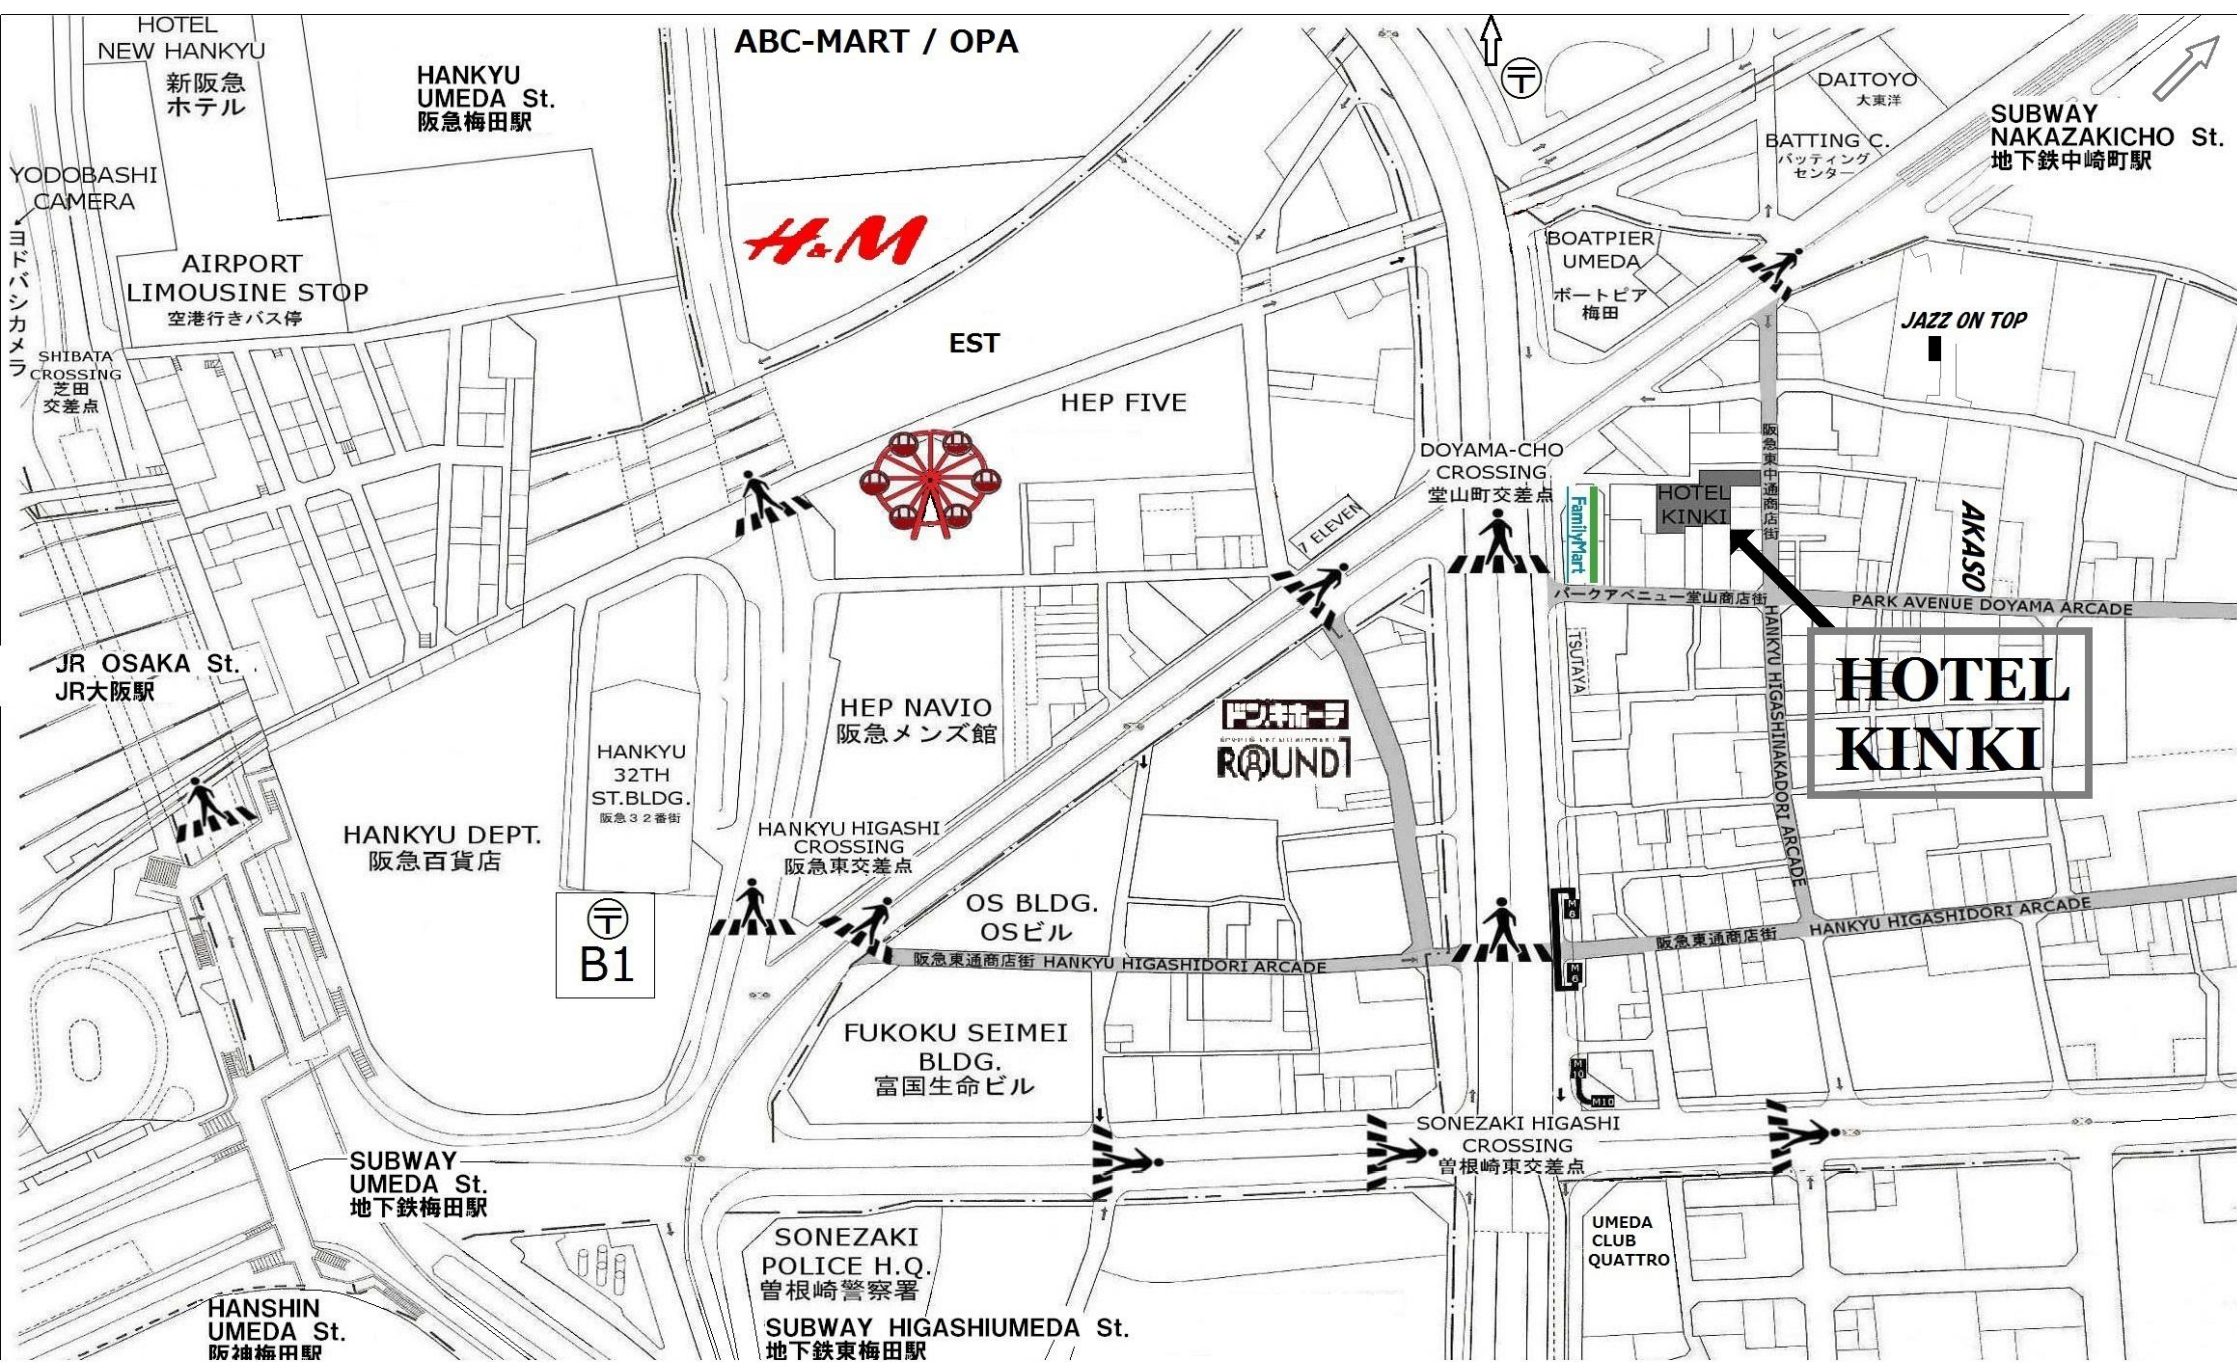 HOTEL
NEW HANKYU
新阪急
ホテル
HANKYU
UMEDA St.
阪急梅田駅
ABC-MART / OPA
〒
DAITOYO
大東洋
SUBWAY
NAKAZAKICHO St.
地下鉄中崎町駅
BATTING C.
バッティング
センター
YODOBASHI
CAMERA
ヨドバシカメラ
AIRPORT
LIMOUSINE STOP
空港行きバス停
H&M
BOATPIER
UMEDA
ボートピア
梅田
SHIBATA
CROSSING
芝田
交差点
EST
HEP FIVE
JAZZ ON TOP
DOYAMA-CHO
CROSSING
堂山町交差点
7 ELEVEN
FamilyMart
HOTEL
KINKI
阪急東中通商店街
AKASO
パークアベニュー堂山商店街
PARK AVENUE DOYAMA ARCADE
HANKYU HIGASHINAKADORI ARCADE
TSUTAYA
HOTEL
KINKI
JR OSAKA St.
JR大阪駅
HEP NAVIO
阪急メンズ館
ドン・キホーテ
ROUND1
HANKYU
32TH
ST.BLDG.
阪急32番街
HANKYU DEPT.
阪急百貨店
HANKYU HIGASHI
CROSSING
阪急東交差点
〒
B1
OS BLDG.
OSビル
阪急東通商店街 HANKYU HIGASHIDORI ARCADE
M
6
M
6
阪急東通商店街 HANKYU HIGASHIDORI ARCADE
FUKOKU SEIMEI
BLDG.
富国生命ビル
M
10
M10
SONEZAKI HIGASHI
CROSSING
曽根崎東交差点
SUBWAY
UMEDA St.
地下鉄梅田駅
SONEZAKI
POLICE H.Q.
曽根崎警察署
UMEDA
CLUB
QUATTRO
HANSHIN
UMEDA St.
阪神梅田駅
SUBWAY HIGASHIUMEDA St.
地下鉄東梅田駅